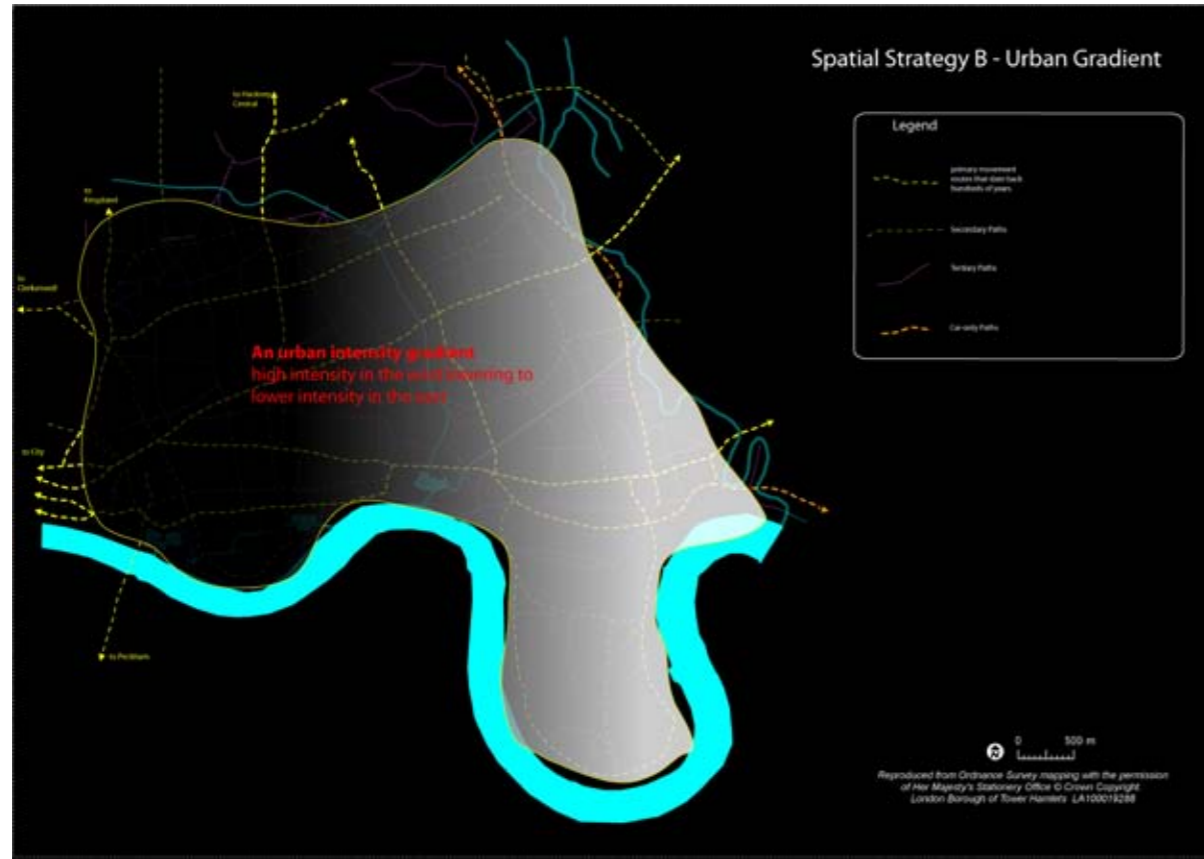 Spatial Strategy B - Urban Gradient
Legend
primary movement
routes that date back
hundreds of years
Secondary Paths
Tertiary Paths
Car-only Paths
to Hackney
Central
to
Kingsland
to
Clerkenwell
An urban intensity gradient
high intensity in the west lowering to
lower intensity in the east
to City
to Peckham
0 500 m
Reproduced from Ordnance Survey mapping with the permission
of Her Majesty's Stationery Office © Crown Copyright
London Borough of Tower Hamlets LA100019288